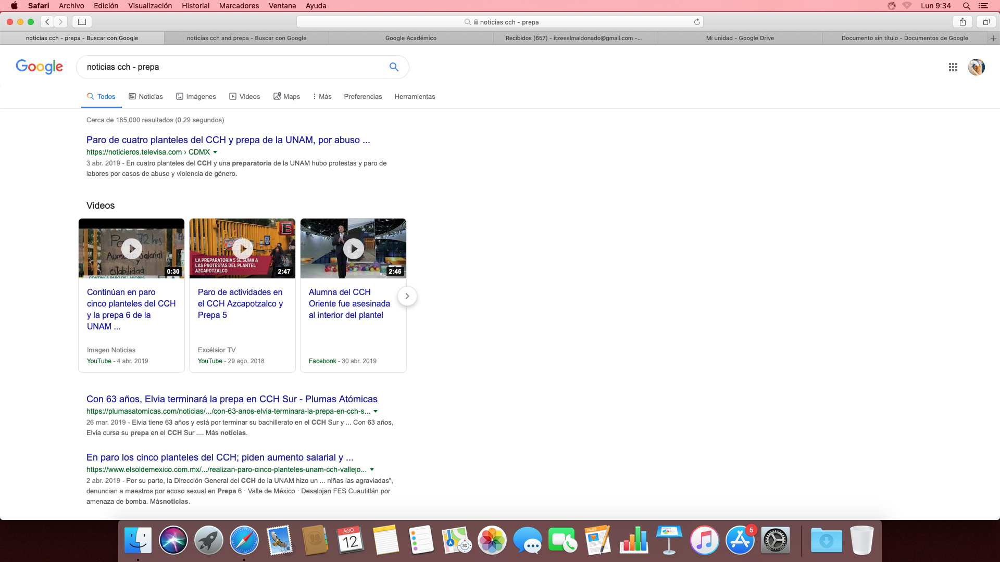 Safari Archivo Edición Visualización Historial Marcadores Ventana Ayuda Lun 9:34
noticias cch - prepa
noticias cch - prepa - Buscar con Google
noticias cch and prepa - Buscar con Google
Google Académico
Recibidos (657) - itzeeelmaldonado@gmail.com -...
Mi unidad - Google Drive
Documento sin título - Documentos de Google
Google
noticias cch - prepa
Todos Noticias Imágenes Videos Maps Más Preferencias Herramientas
Cerca de 185,000 resultados (0.29 segundos)
Paro de cuatro planteles del CCH y prepa de la UNAM, por abuso ...
https://noticieros.televisa.com › CDMX
3 abr. 2019 - En cuatro planteles del CCH y una preparatoria de la UNAM hubo protestas y paro de
labores por casos de abuso y violencia de género.
Videos
72 hrs
salarial
y
estabilidad
CONTINÚA PARO DE LABORES
0:30
Continúan en paro
cinco planteles del CCH
y la prepa 6 de la
UNAM ...
Imagen Noticias
YouTube - 4 abr. 2019
E
LA PREPARATORIA 5 SE SUMA A
LAS PROTESTAS DEL PLANTEL
AZCAPOTZALCO
2:47
Paro de actividades en
el CCH Azcapotzalco y
Prepa 5
Excélsior TV
YouTube - 29 ago. 2018
2:46
Alumna del CCH
Oriente fue asesinada
al interior del plantel
Facebook - 30 abr. 2019
Con 63 años, Elvia terminará la prepa en CCH Sur - Plumas Atómicas
https://plumasatomicas.com/noticias/.../con-63-anos-elvia-terminara-la-prepa-en-cch-s...
26 mar. 2019 - Elvia tiene 63 años y está por terminar su bachillerato en el CCH Sur y ... Con 63 años,
Elvia cursa su prepa en el CCH Sur .... Más noticias.
En paro los cinco planteles del CCH; piden aumento salarial y ...
https://www.elsoldemexico.com.mx/.../realizan-paro-cinco-planteles-unam-cch-vallejo...
2 abr. 2019 - Por su parte, la Dirección General del CCH de la UNAM hizo un ... niñas las agraviadas",
denuncian a maestros por acoso sexual en Prepa 6 · Valle de México · Desalojan FES Cuautitlán por
amenaza de bomba. Másnoticias.
AGO
12
3D
PAGES
5